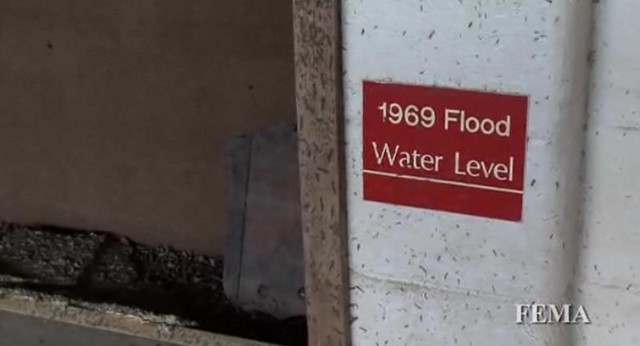 1969 Flood
Water Level
FEMA